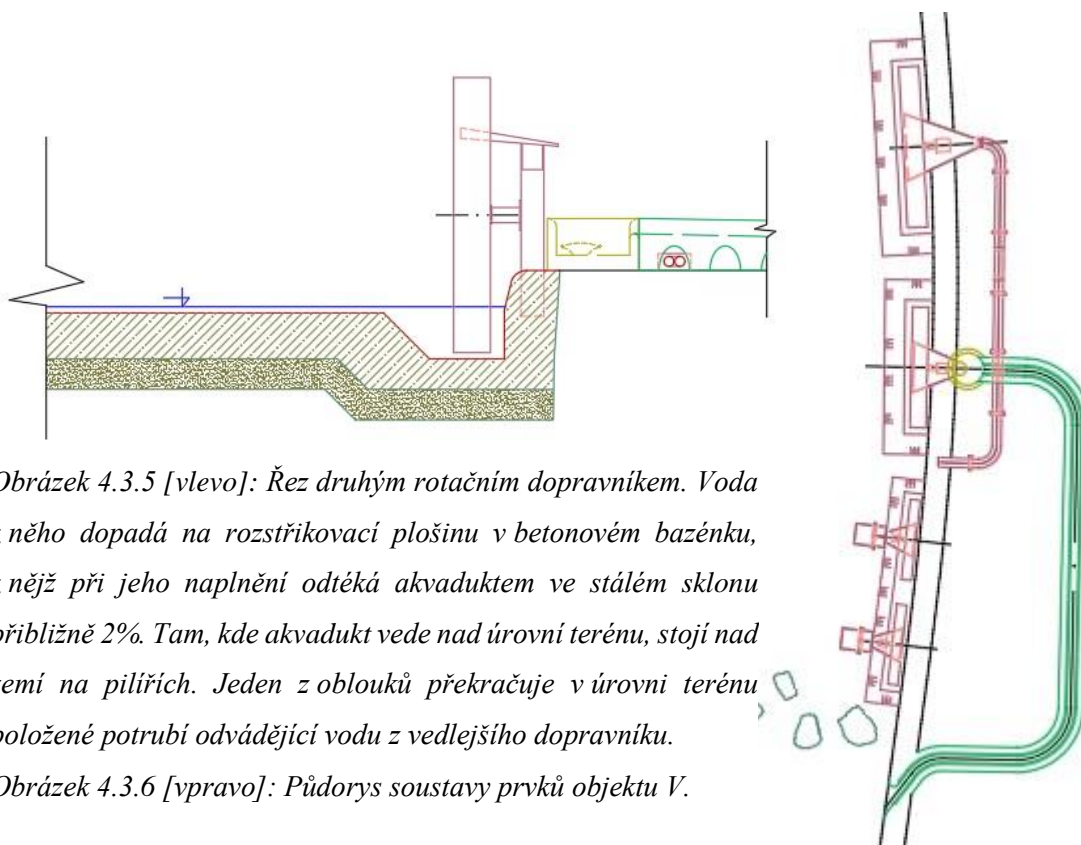 Obrázek 4.3.5 [vlevo]: Řez druhým rotačním dopravníkem. Voda
z něho dopadá na rozstřikovací plošinu v betonovém bazénku,
z nějž při jeho naplnění odtéká akvaduktem ve stálém sklonu
přibližně 2%. Tam, kde akvadukt vede nad úrovní terénu, stojí nad
zemí na pilířích. Jeden z oblouků překračuje v úrovni terénu
položené potrubí odvádějící vodu z vedlejšího dopravníku.
Obrázek 4.3.6 [vpravo]: Půdorys soustavy prvků objektu V.